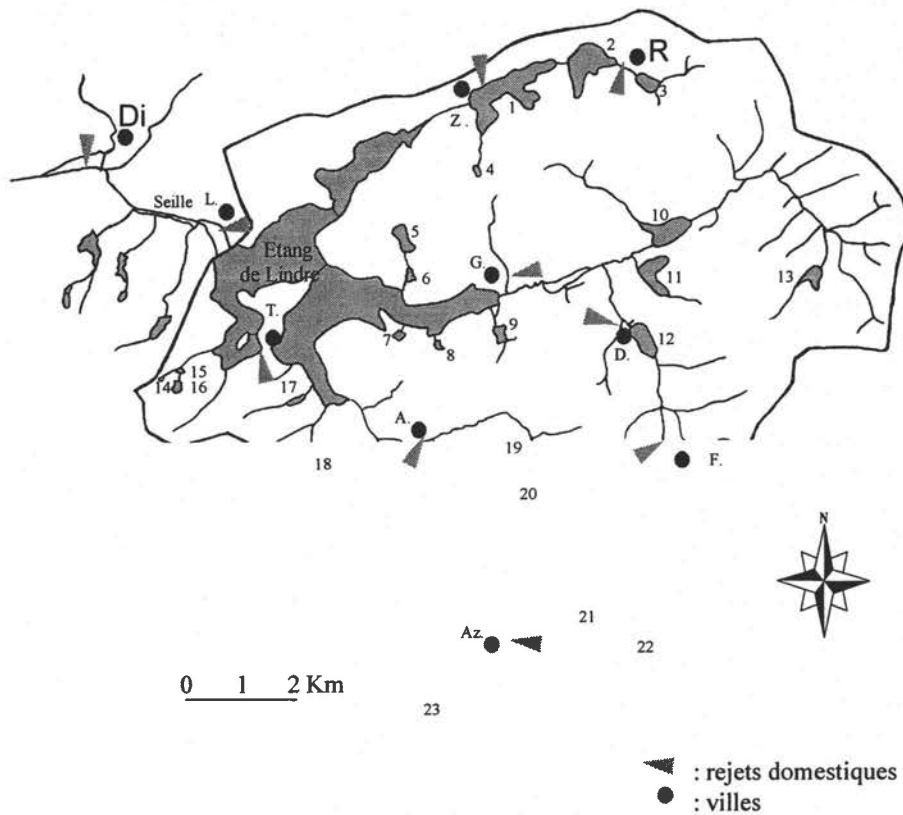 2
R
3
Di
Z.
1
4
Seille
L.
5
10
Etang
de Lindre
6
G.
11
13
T.
7
8
9
D.
12
15
14
16
17
A.
18
19
F.
20
N
21
Az.
22
0 1 2 Km
23
: rejets domestiques
: villes